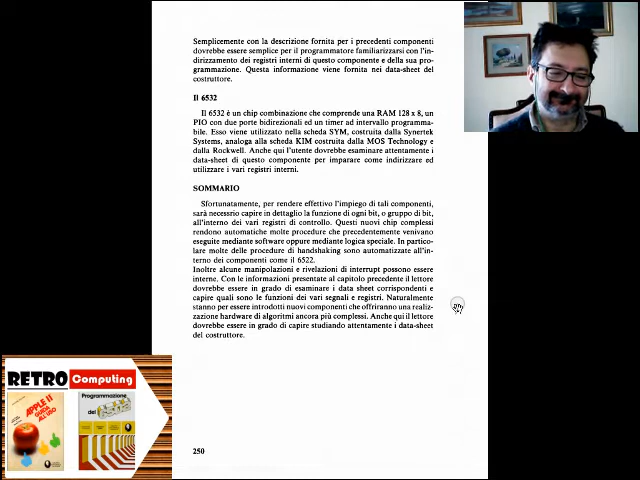 Semplicemente con la descrizione fornita per i precedenti componenti
dovrebbe essere semplice per il programmatore familiarizzarsi con l'in-
dirizzamento dei registri interni di questo componente e della sua pro-
grammazione. Questa informazione viene fornita nei data-sheet del
costruttore.
Il 6532
Il 6532 è un chip combinazione che comprende una RAM 128 x 8, un
PIO con due porte bidirezionali ed un timer ad intervallo programma-
bile. Esso viene utilizzato nella scheda SYM, costruita dalla Synertek
Systems, analoga alla scheda KIM costruita dalla MOS Technology e
dalla Rockwell. Anche qui l'utente dovrebbe esaminare attentamente i
data-sheet di questo componente per imparare come indirizzare ed
utilizzare i vari registri interni.
SOMMARIO
Sfortunatamente, per rendere effettivo l'impiego di tali componenti,
sarà necessario capire in dettaglio la funzione di ogni bit, o gruppo di bit,
all'interno dei vari registri di controllo. Questi nuovi chip complessi
rendono automatiche molte procedure che precedentemente venivano
eseguite mediante software oppure mediante logica speciale. In partico-
lare molte delle procedure di handshaking sono automatizzate all'in-
terno dei componenti come il 6522.
Inoltre alcune manipolazioni e rivelazioni di interrupt possono essere
interne. Con le informazioni presentate al capitolo precedente il lettore
dovrebbe essere in grado di esaminare i data sheet corrispondenti e
capire quali sono le funzioni dei vari segnali e registri. Naturalmente
stanno per essere introdotti nuovi componenti che offriranno una realiz-
zazione hardware di algoritmi ancora più complessi. Anche qui il lettore
dovrebbe essere in grado di capire studiando attentamente i data-sheet
del costruttore.
250
RETRO Computing
APPLE II
GUIDA
ALL'USO
Programmazione
del